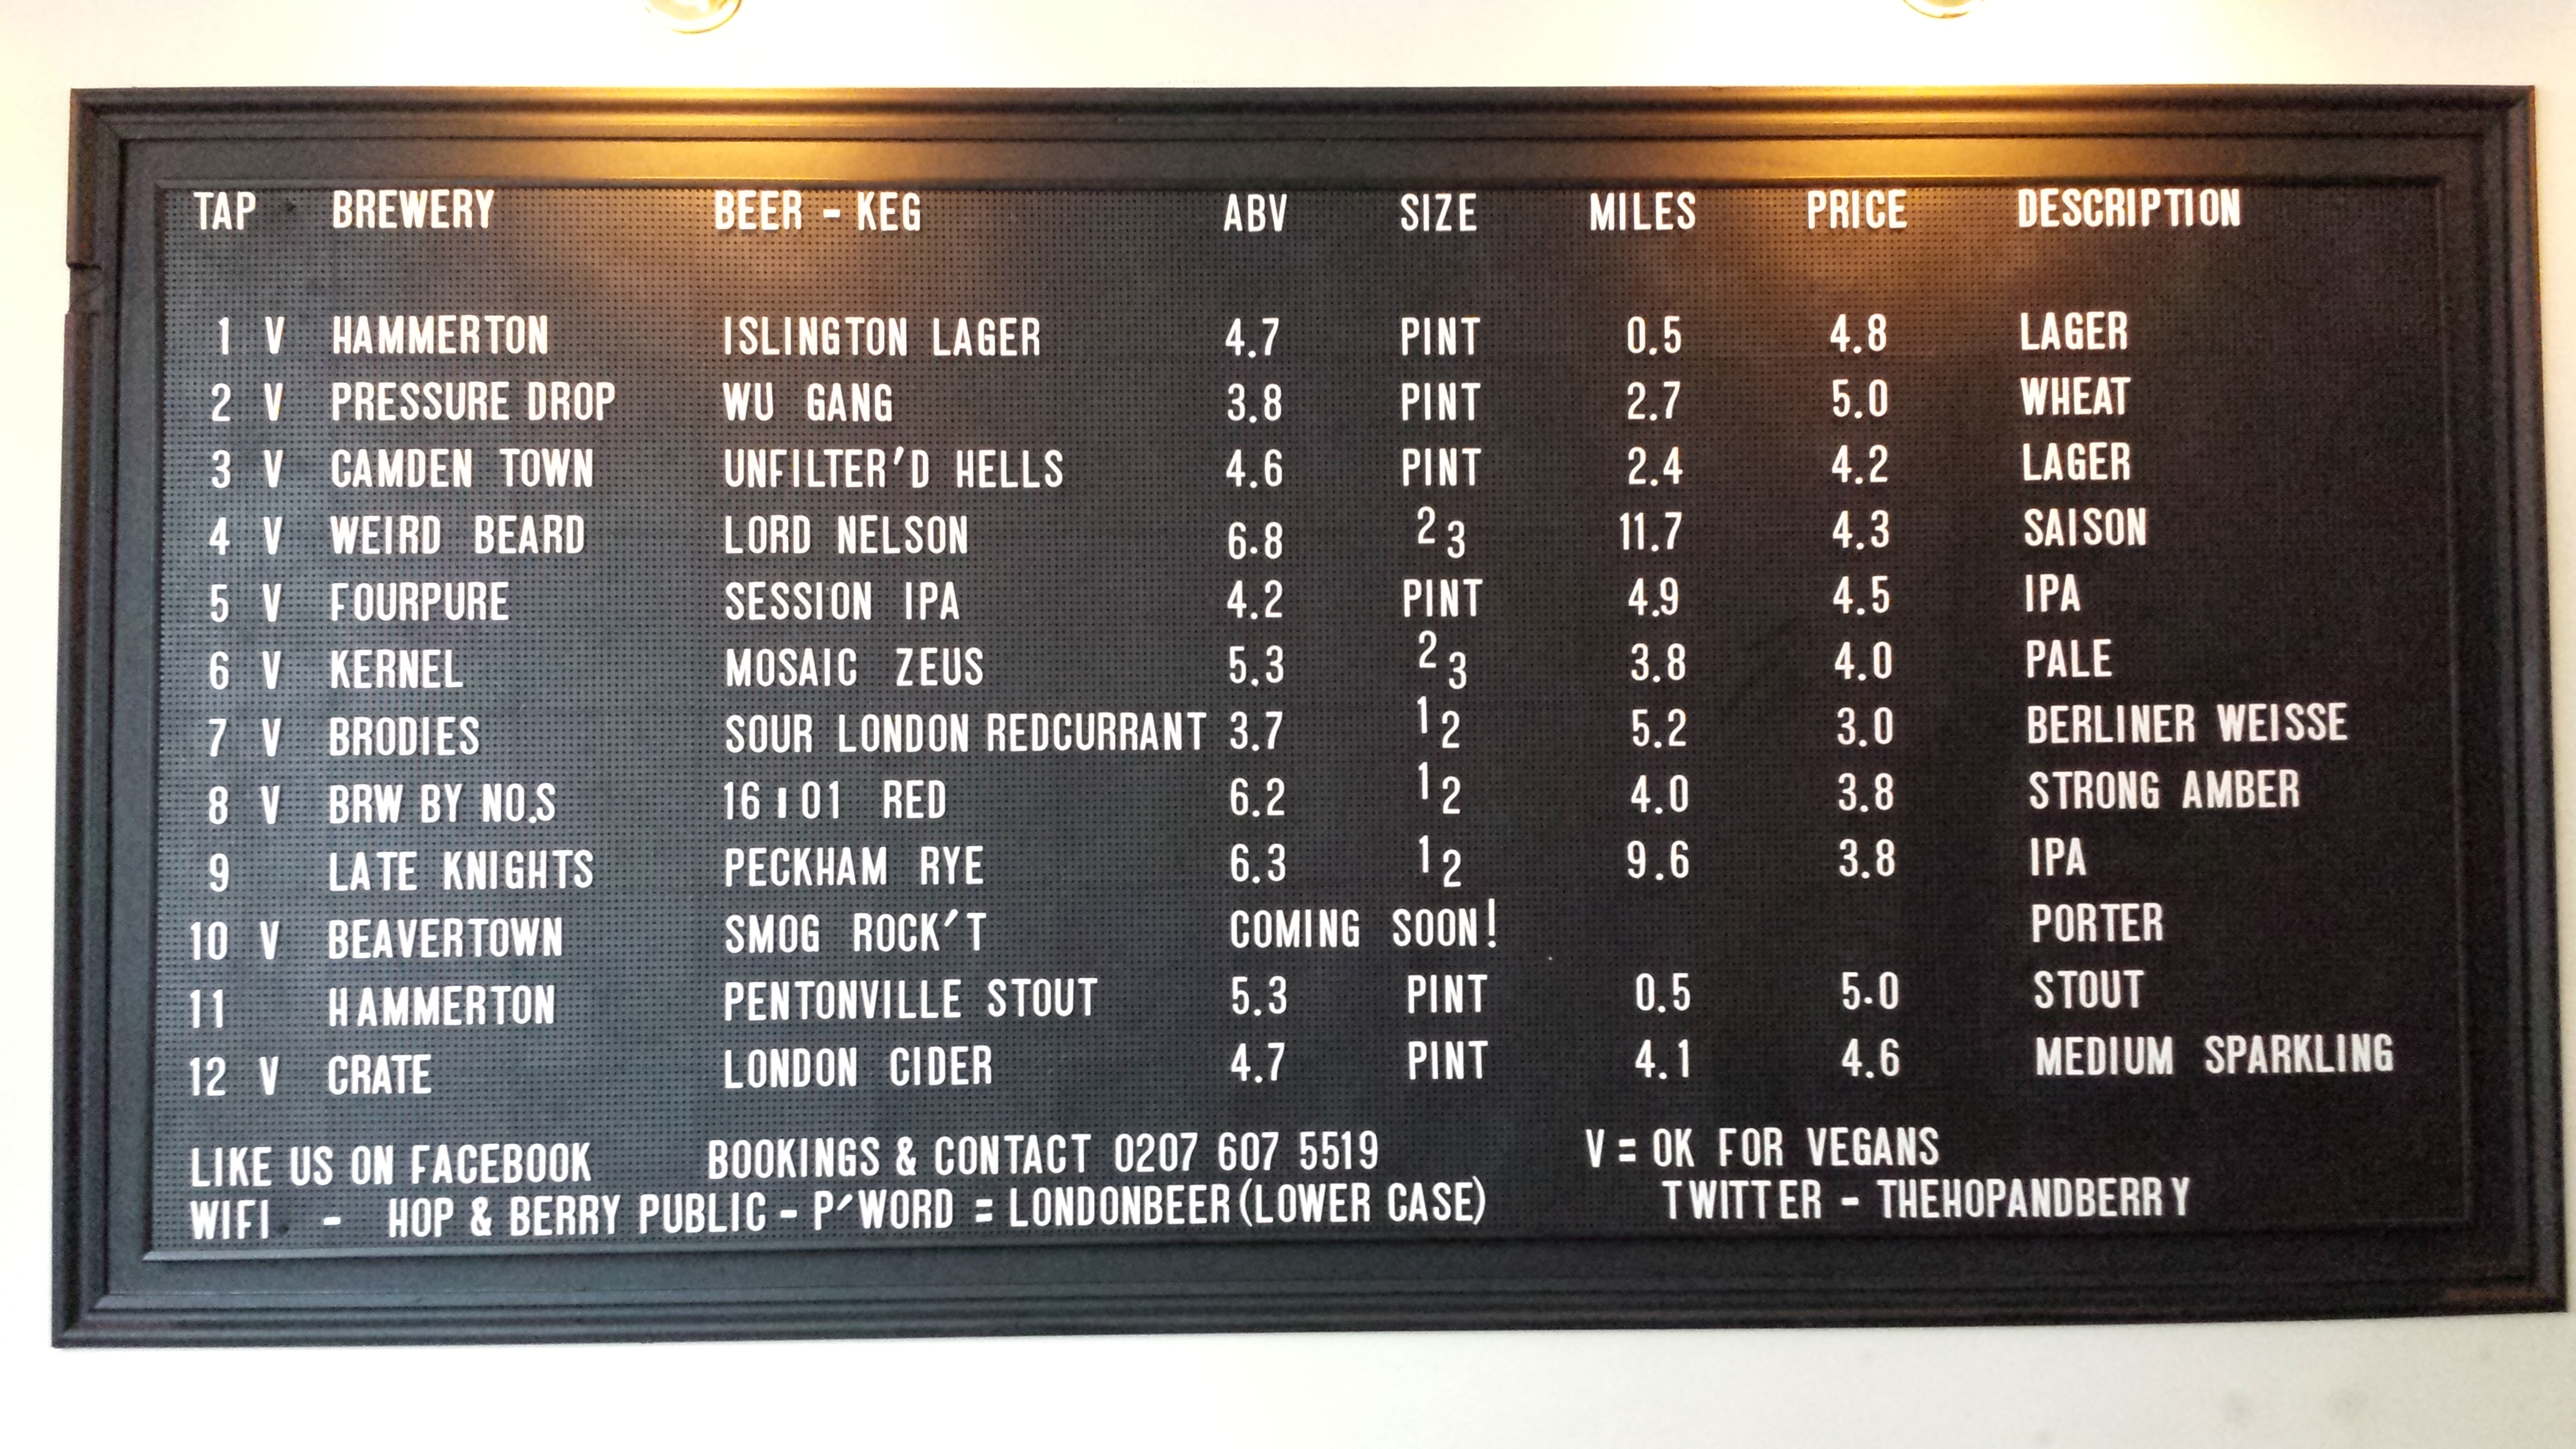 TAP BREWERY BEER - KEG ABV SIZE MILES PRICE DESCRIPTION
1 V HAMMERTON ISLINGTON LAGER 4.7 PINT 0.5 4.8 LAGER
2 V PRESSURE DROP WU GANG 3.8 PINT 2.7 5.0 WHEAT
3 V CAMDEN TOWN UNFILTER'D HELLS 4.6 PINT 2.4 4.2 LAGER
4 V WEIRD BEARD LORD NELSON 6.8 2 3 11.7 4.3 SAISON
5 V FOURPURE SESSION IPA 4.2 PINT 4.9 4.5 IPA
6 V KERNEL MOSAIC ZEUS 5.3 2 3 3.8 4.0 PALE
7 V BRODIES SOUR LONDON REDCURRANT 3.7 1 2 5.2 3.0 BERLINER WEISSE
8 V BRW BY NO.S 16ı01 RED 6.2 1 2 4.0 3.8 STRONG AMBER
9 LATE KNIGHTS PECKHAM RYE 6.3 1 2 9.6 3.8 IPA
10 V BEAVERTOWN SMOG ROCK'T COMING SOON! PORTER
11 HAMMERTON PENTONVILLE STOUT 5.3 PINT 0.5 5.0 STOUT
12 V CRATE LONDON CIDER 4.7 PINT 4.1 4.6 MEDIUM SPARKLING
LIKE US ON FACEBOOK BOOKINGS & CONTACT 0207 607 5519 V = OK FOR VEGANS
WIFI - HOP & BERRY PUBLIC - P'WORD = LONDONBEER (LOWER CASE) TWITTER - THEHOPANDBERRY